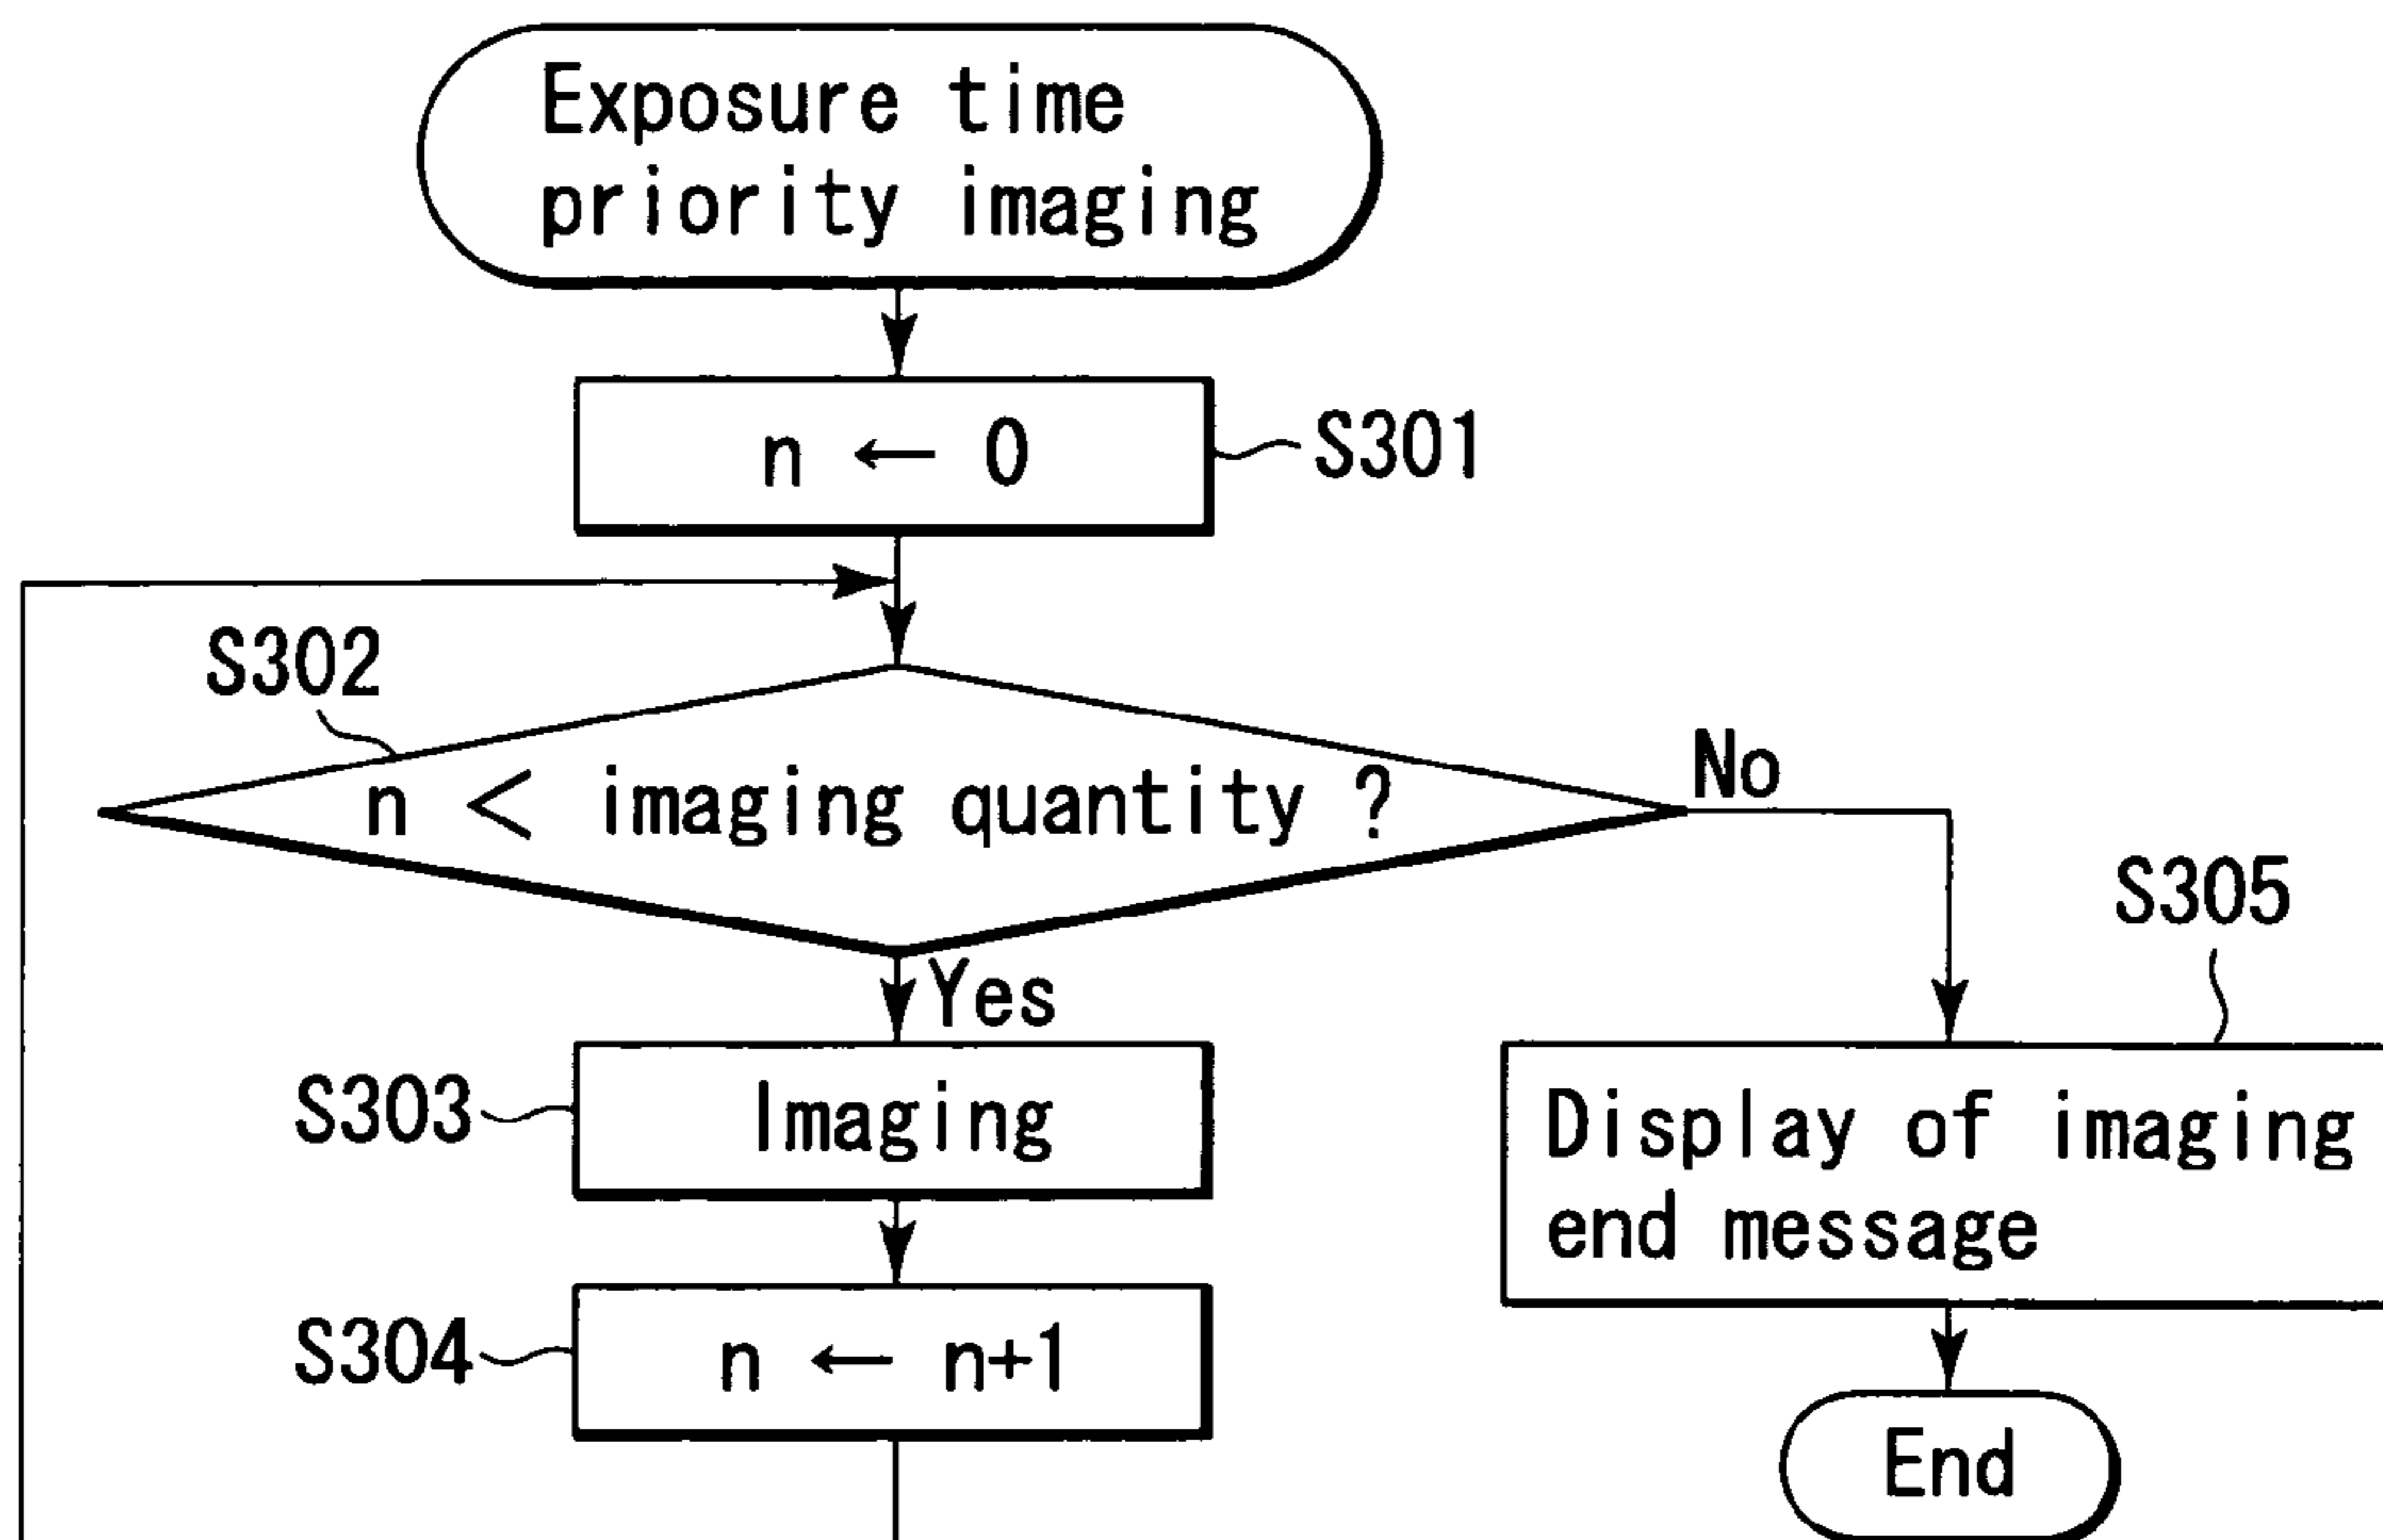 Exposure time
priority imaging
n ← 0
S301
S302
n < imaging quantity ?
No
Yes
S303
Imaging
S304
n ← n+1
S305
Display of imaging
end message
End